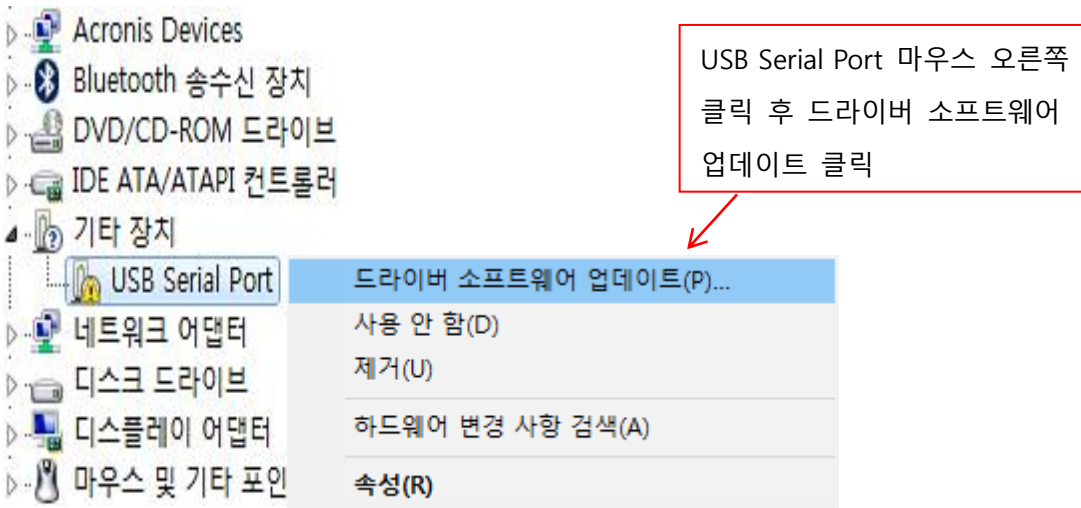 Acronis Devices
Bluetooth 송수신 장치
DVD/CD-ROM 드라이브
IDE ATA/ATAPI 컨트롤러
기타 장치
USB Serial Port
네트워크 어댑터
디스크 드라이브
디스플레이 어댑터
마우스 및 기타 포인
USB Serial Port 마우스 오른쪽
클릭 후 드라이버 소프트웨어
업데이트 클릭
드라이버 소프트웨어 업데이트(P)...
사용 안 함(D)
제거(U)
하드웨어 변경 사항 검색(A)
속성(R)